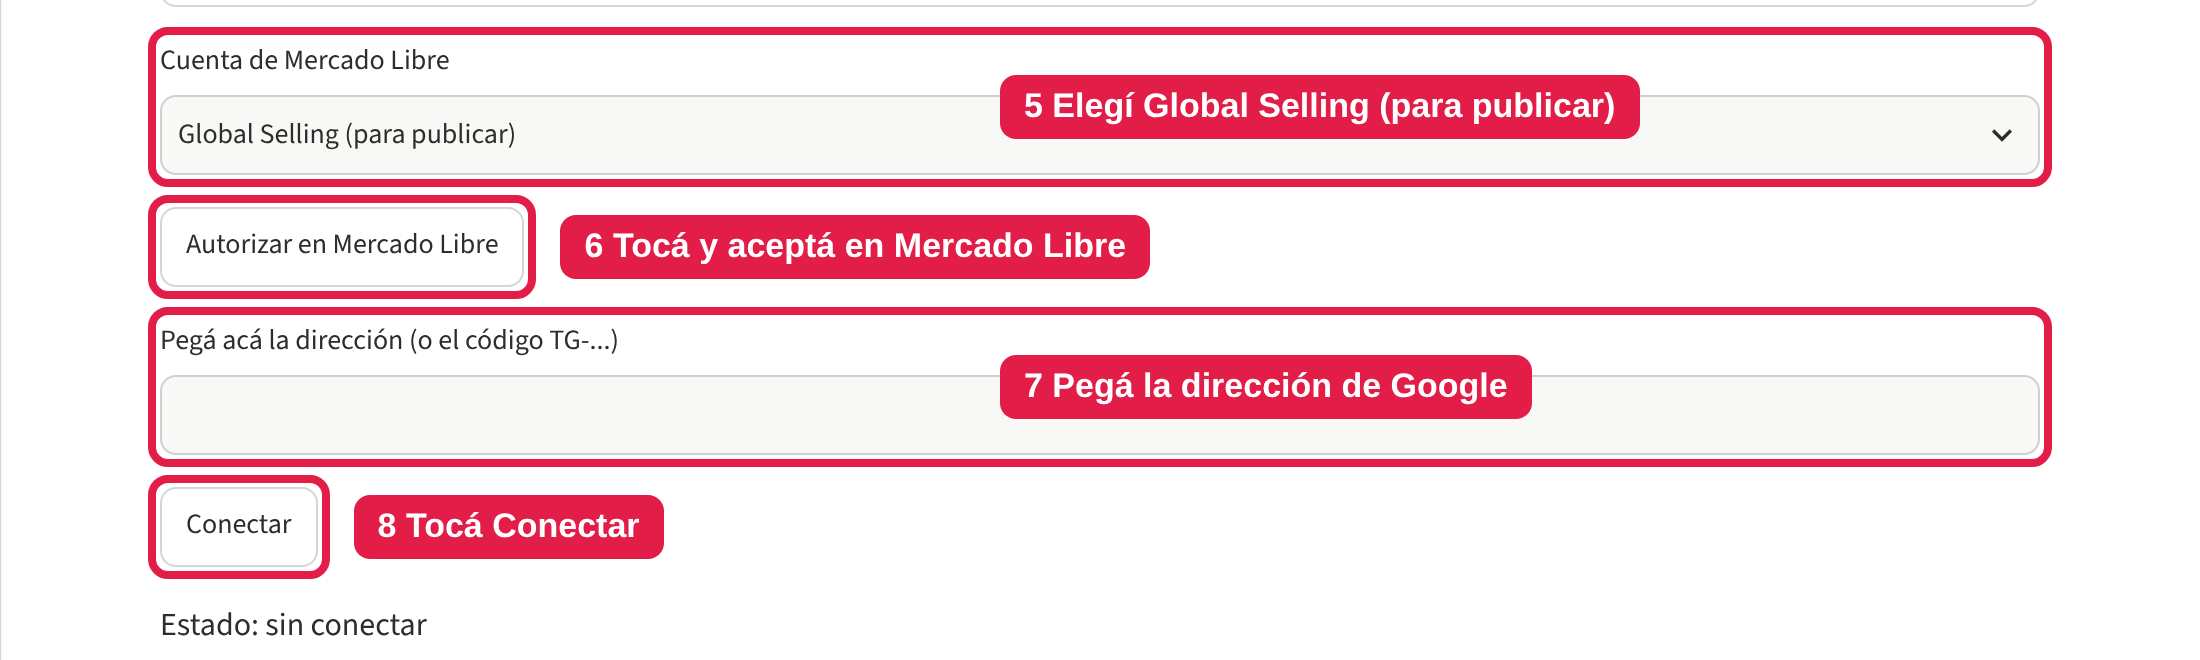 Cuenta de Mercado Libre
5 Elegí Global Selling (para publicar)
Global Selling (para publicar)
Autorizar en Mercado Libre
6 Tocá y aceptá en Mercado Libre
Pegá acá la dirección (o el código TG-...)
7 Pegá la dirección de Google
Conectar
8 Tocá Conectar
Estado: sin conectar